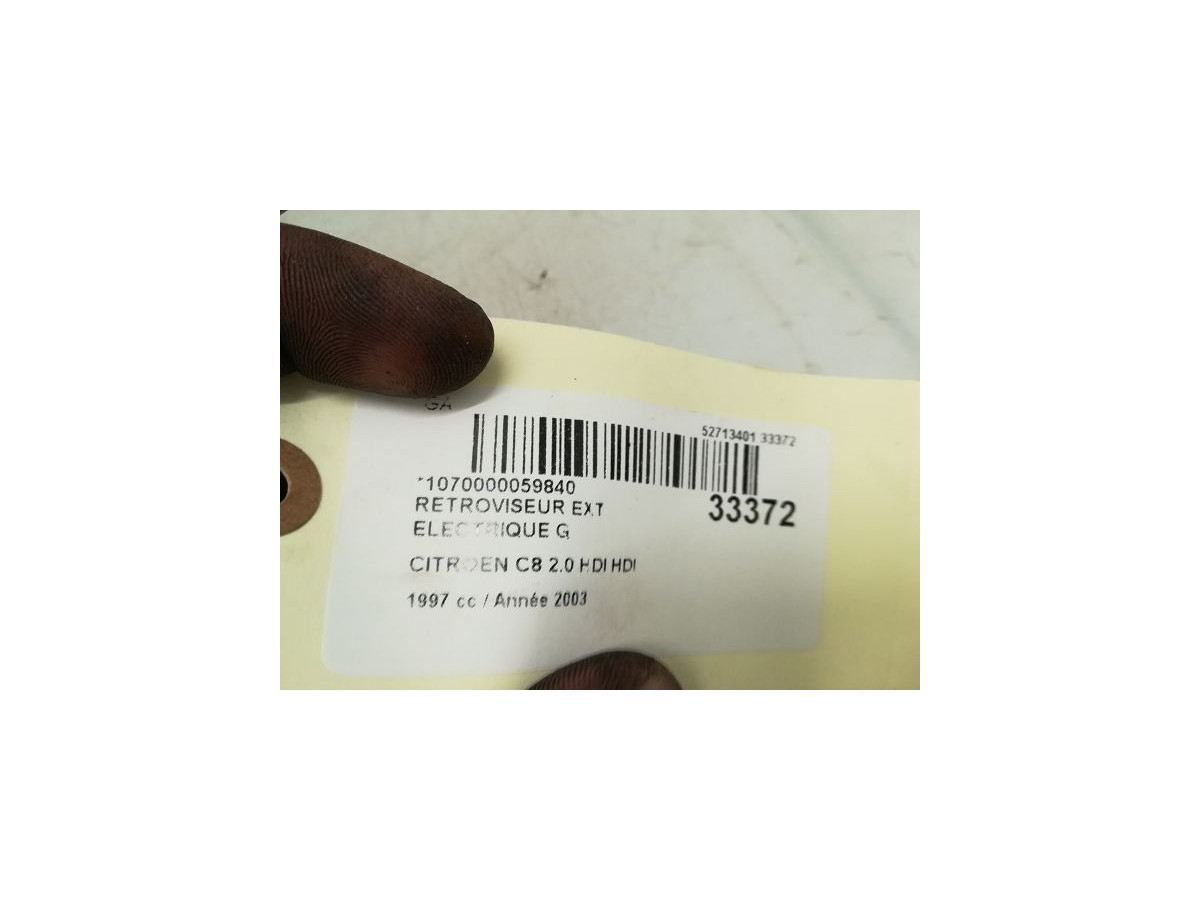 GA
52713401 33372
*1070000059840
33372
RETROVISEUR EXT
ELECTRIQUE G
CITROEN C8 2.0 HDI HDI
1997 cc / Année 2003